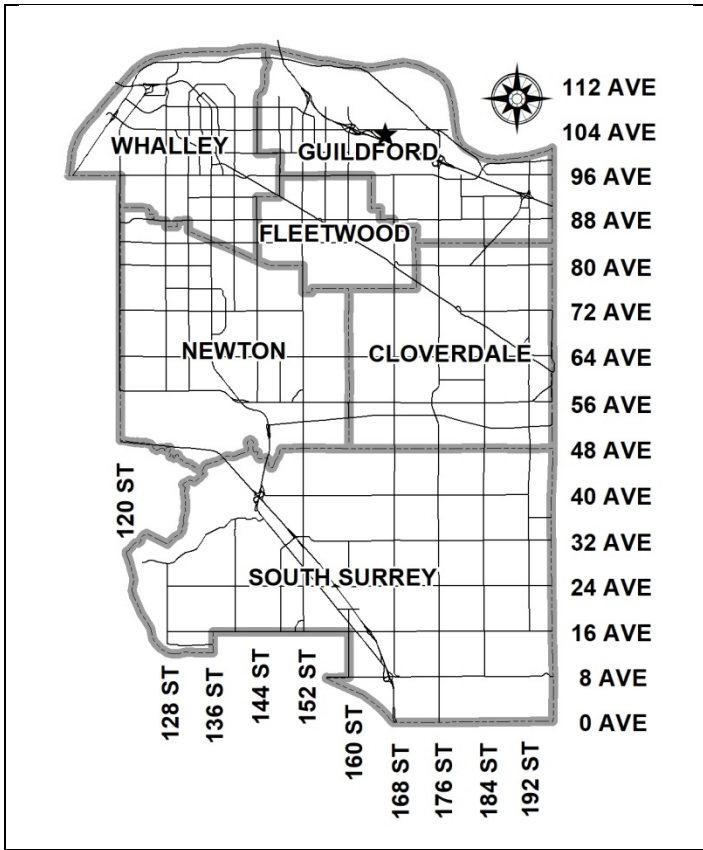 112 AVE
104 AVE
WHALLEY
GUILDFORD
96 AVE
88 AVE
FLEETWOOD
80 AVE
72 AVE
NEWTON
CLOVERDALE
64 AVE
56 AVE
48 AVE
120 ST
40 AVE
32 AVE
SOUTH SURREY
24 AVE
16 AVE
128 ST
136 ST
144 ST
152 ST
160 ST
8 AVE
0 AVE
168 ST
176 ST
184 ST
192 ST